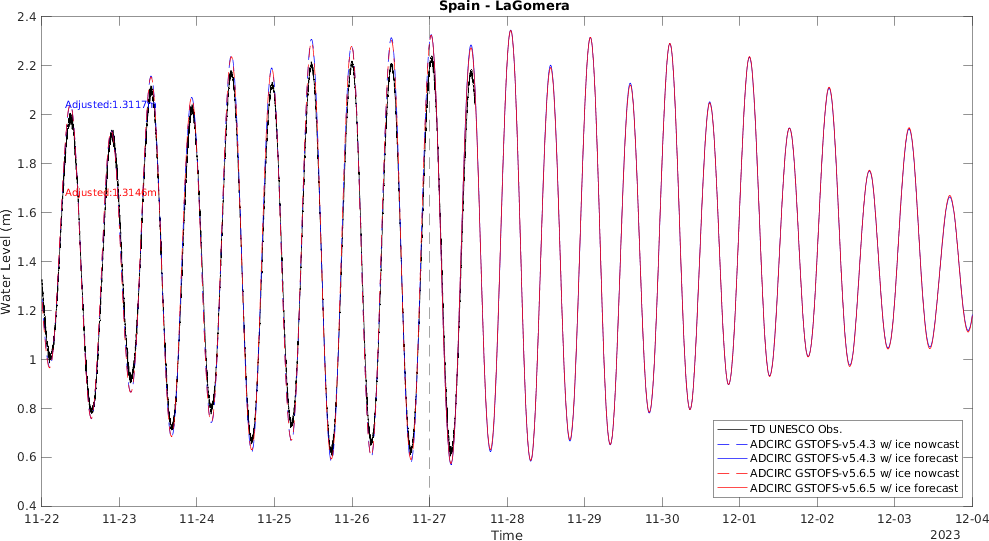 Spain - LaGomera
2.4
2.2
2
1.8
1.6
1.4
1.2
1
0.8
0.6
0.4
Water Level (m)
Adjusted:1.3117m
Adjusted:1.3146m
TD UNESCO Obs.
ADCIRC GSTOFS-v5.4.3 w/ ice nowcast
ADCIRC GSTOFS-v5.4.3 w/ ice forecast
ADCIRC GSTOFS-v5.6.5 w/ ice nowcast
ADCIRC GSTOFS-v5.6.5 w/ ice forecast
11-22 11-23 11-24 11-25 11-26 11-27 11-28 11-29 11-30 12-01 12-02 12-03 12-04
Time
2023